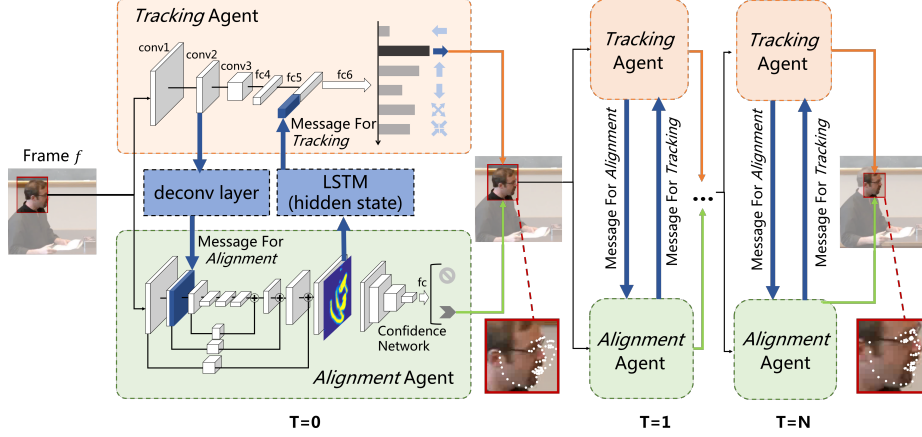 Tracking Agent
conv1
conv2
conv3
fc4
fc5
fc6
Message For
Tracking
Frame f
deconv layer
LSTM
(hidden state)
Message For
Alignment
fc
Confidence
Network
Alignment Agent
T=0
Tracking
Agent
Message For Alignment
Message For Tracking
...
Alignment
Agent
T=1
Tracking
Agent
Message For Alignment
Message For Tracking
Alignment
Agent
T=N